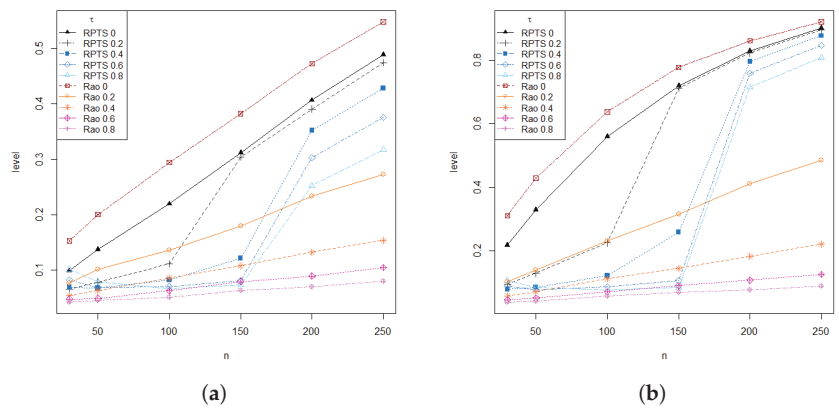 τ
RPTS 0
RPTS 0.2
RPTS 0.4
RPTS 0.6
RPTS 0.8
Rao 0
Rao 0.2
Rao 0.4
Rao 0.6
Rao 0.8
level
0.5
0.4
0.3
0.2
0.1
50 100 150 200 250
n
(a)
τ
RPTS 0
RPTS 0.2
RPTS 0.4
RPTS 0.6
RPTS 0.8
Rao 0
Rao 0.2
Rao 0.4
Rao 0.6
Rao 0.8
level
0.8
0.6
0.4
0.2
50 100 150 200 250
n
(b)